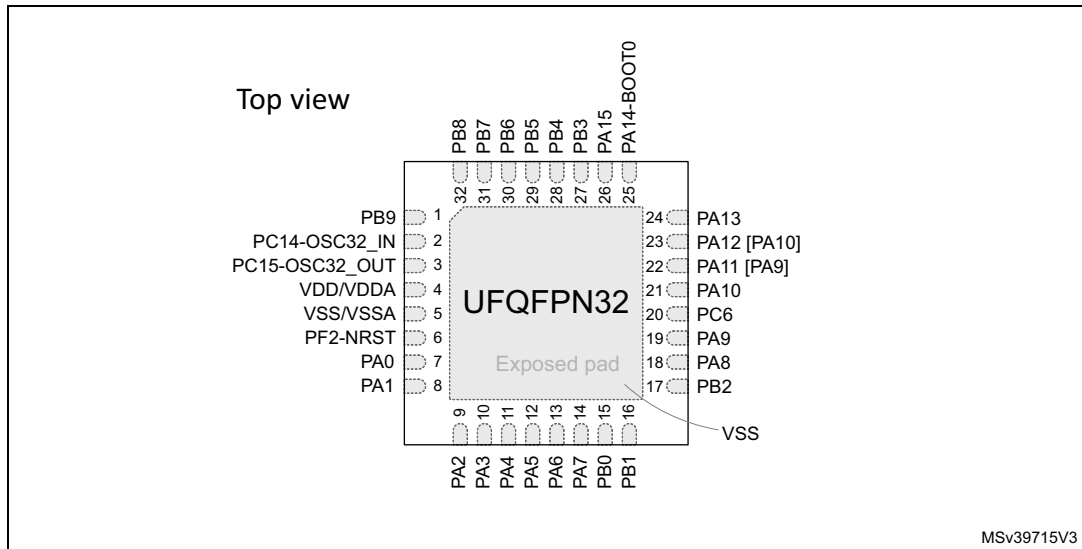 Top view
PB8
PB7
PB6
PB5
PB4
PB3
PA15
PA14-BOOT0
32
31
30
29
28
27
26
25
PB9 1
PC14-OSC32_IN 2
PC15-OSC32_OUT 3
VDD/VDDA 4
VSS/VSSA 5
PF2-NRST 6
PA0 7
PA1 8
UFQFPN32
Exposed pad
24 PA13
23 PA12 [PA10]
22 PA11 [PA9]
21 PA10
20 PC6
19 PA9
18 PA8
17 PB2
VSS
9
10
11
12
13
14
15
16
PA2
PA3
PA4
PA5
PA6
PA7
PB0
PB1
MSv39715V3